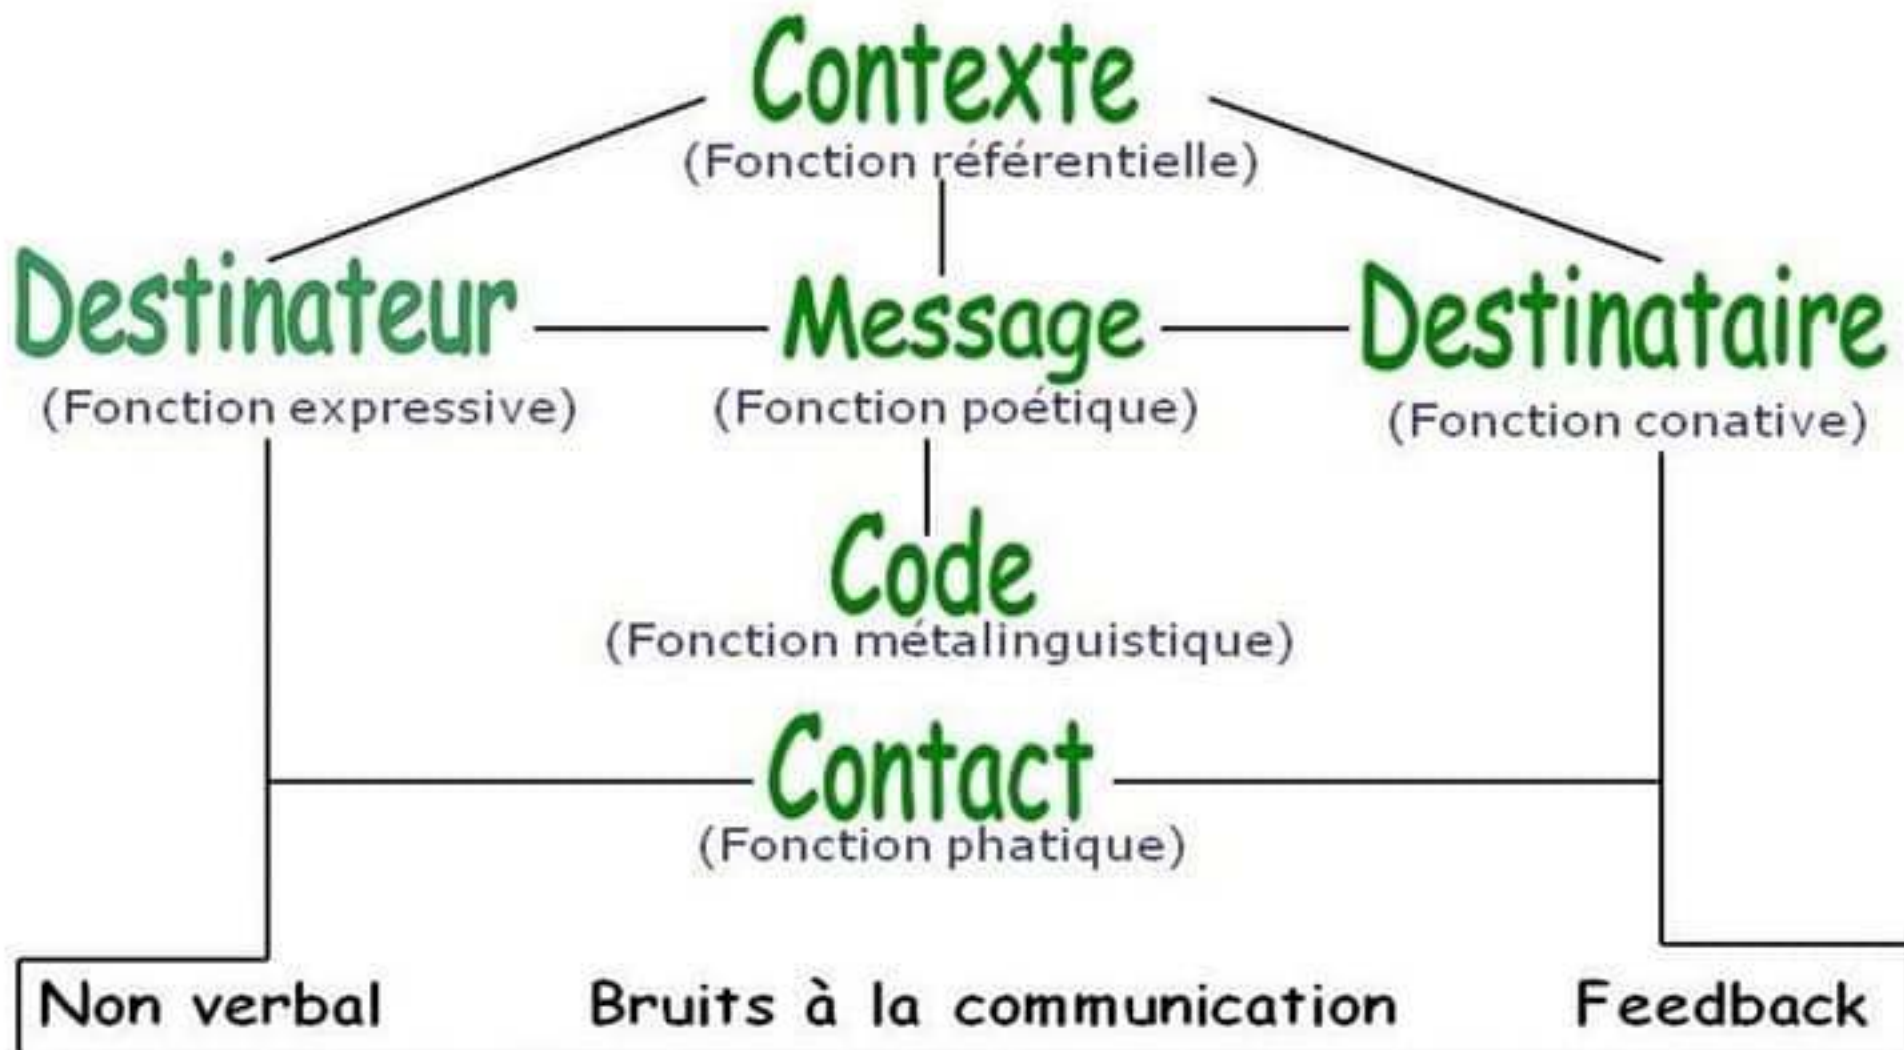 Contexte
(Fonction référentielle)
Destinateur Message Destinataire
(Fonction expressive) (Fonction poétique) (Fonction conative)
Code
(Fonction métalinguistique)
Contact
(Fonction phatique)
Non verbal Bruits à la communication Feedback